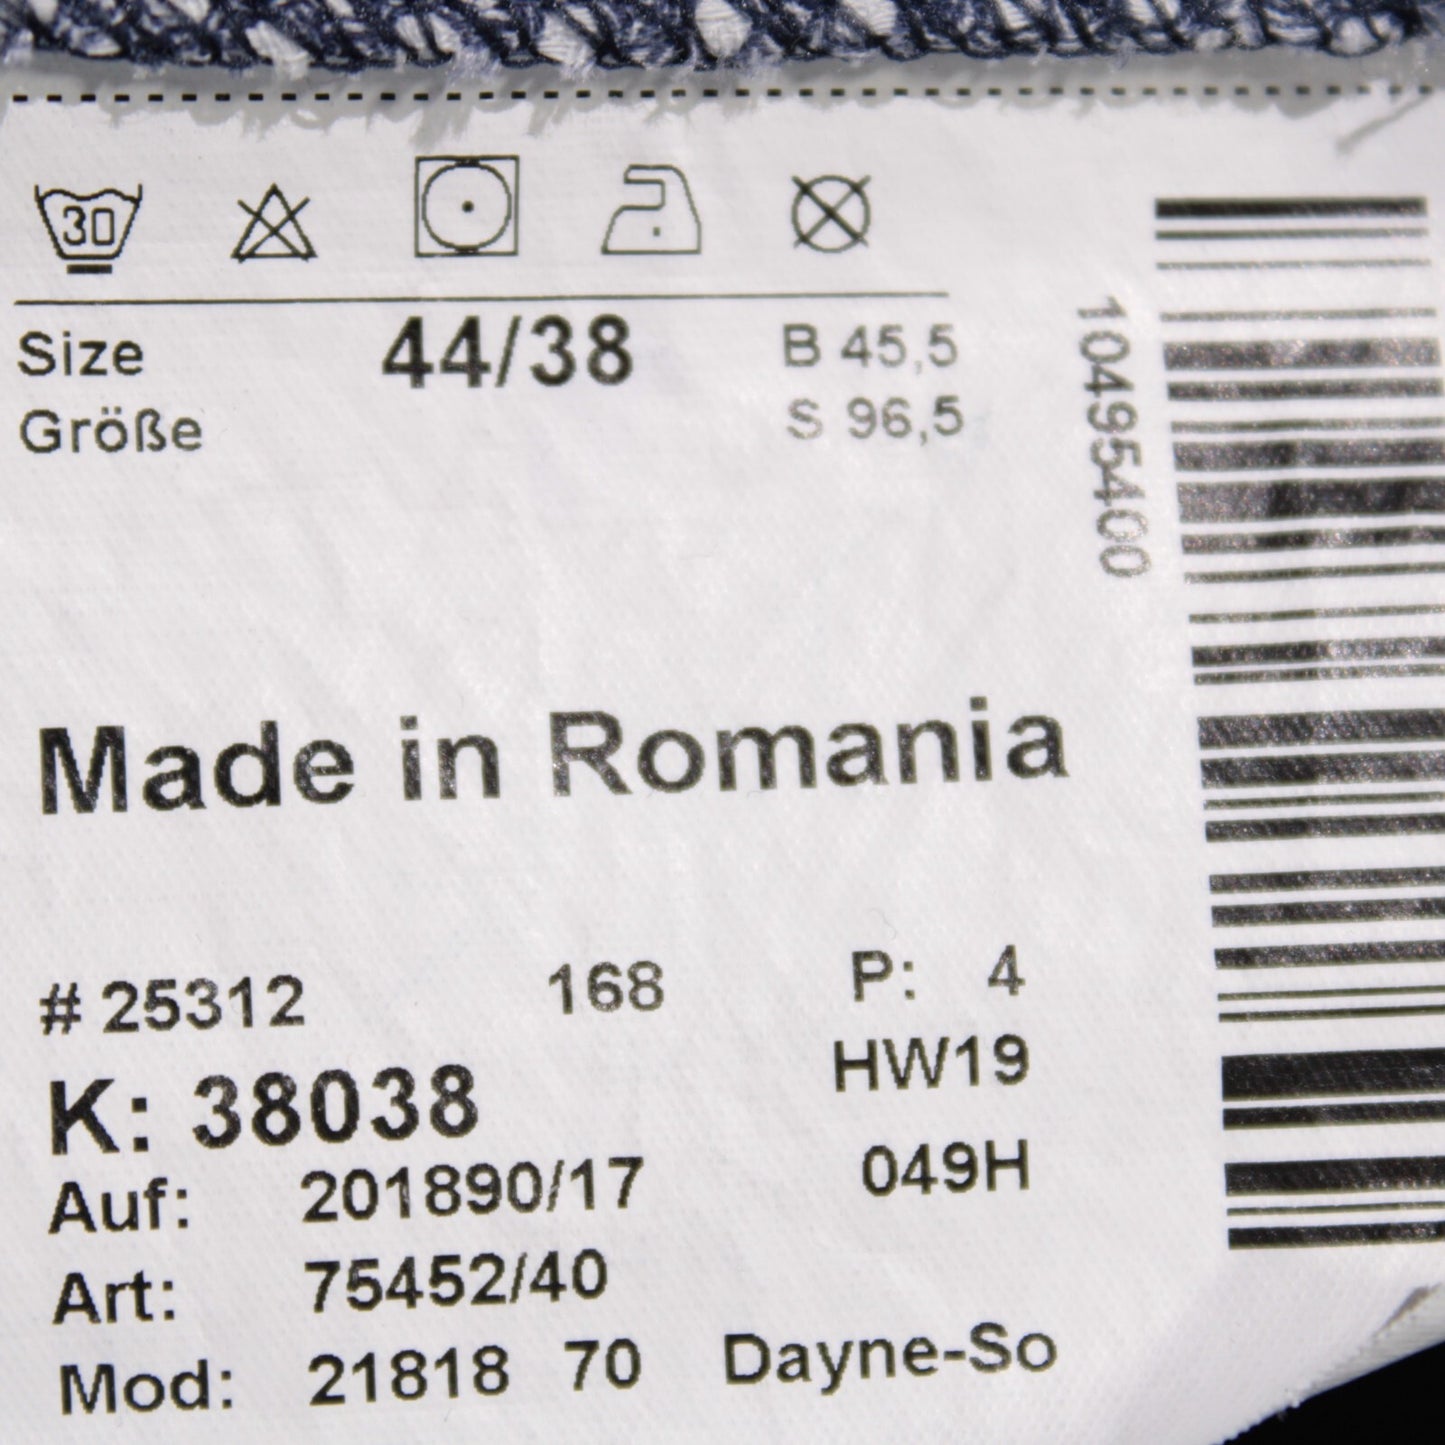 30
Size 44/38 B 45,5
Größe S 96,5
10495400
Made in Romania
# 25312 168 P: 4
HW19
K: 38038
049H
Auf: 201890/17
Art: 75452/40
Mod: 21818 70 Dayne-So